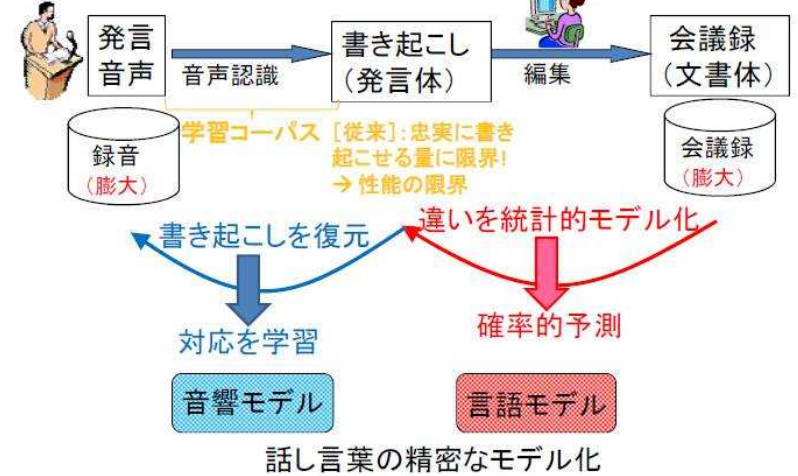 発言
音声
音声認識
書き起こし
(発言体)
編集
会議録
(文書体)
学習コーパス
[従来]:忠実に書き
起こせる量に限界!
→ 性能の限界
録音
(膨大)
会議録
(膨大)
書き起こしを復元
違いを統計的モデル化
対応を学習
確率的予測
音響モデル
言語モデル
話し言葉の精密なモデル化